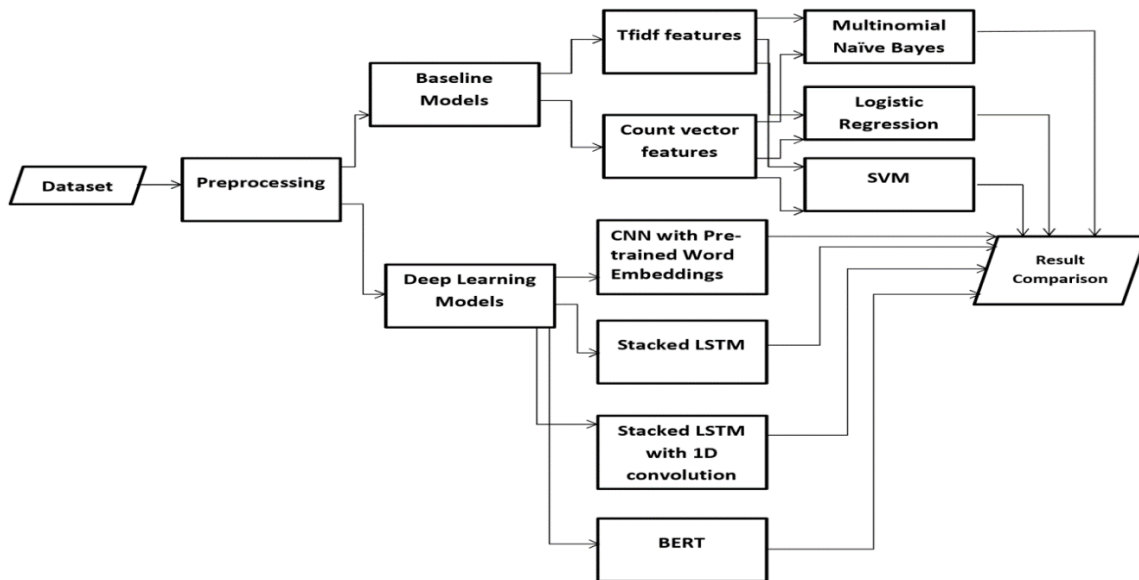 Dataset
Preprocessing
Baseline
Models
Deep Learning
Models
Tfidf features
Count vector
features
Multinomial
Naïve Bayes
Logistic
Regression
SVM
CNN with Pre-
trained Word
Embeddings
Stacked LSTM
Stacked LSTM
with 1D
convolution
BERT
Result
Comparison